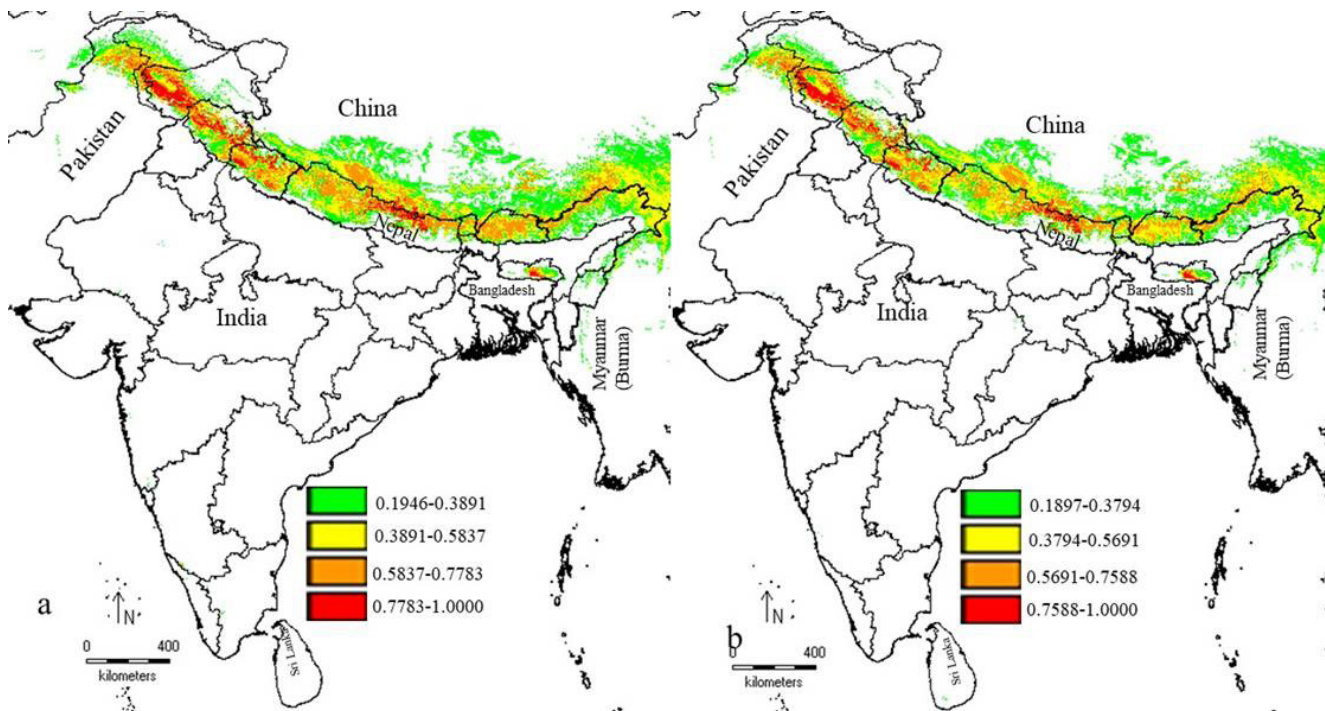 China
Pakistan
Nepal
Bangladesh
India
Myanmar
(Burma)
0.1946-0.3891
0.3891-0.5837
0.5837-0.7783
0.7783-1.0000
a
N
0 400
kilometers
Sri Lanka
China
Pakistan
Nepal
Bangladesh
India
Myanmar
(Burma)
0.1897-0.3794
0.3794-0.5691
0.5691-0.7588
0.7588-1.0000
b
N
0 400
kilometers
Sri Lanka